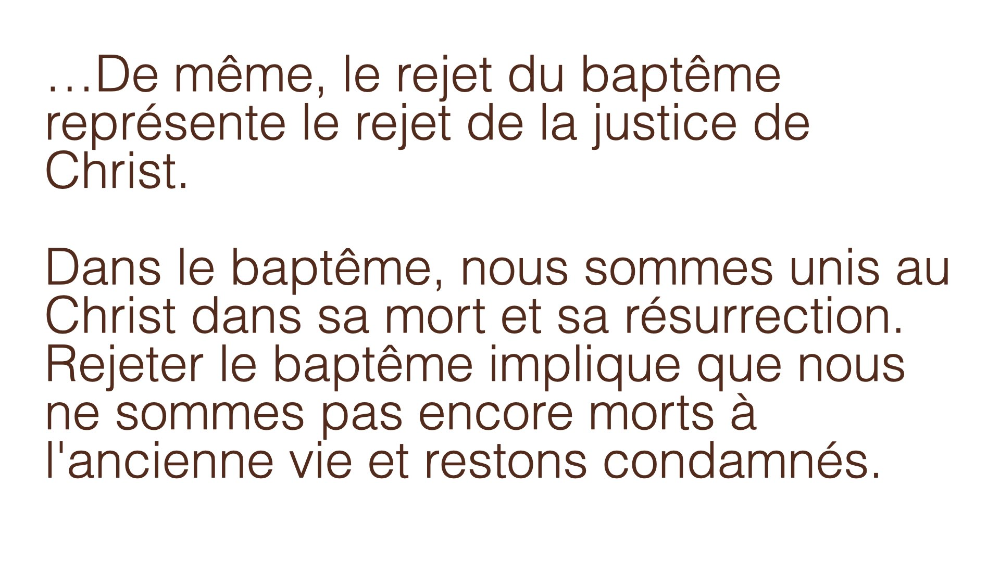 …De même, le rejet du baptême
représente le rejet de la justice de
Christ.
Dans le baptême, nous sommes unis au
Christ dans sa mort et sa résurrection.
Rejeter le baptême implique que nous
ne sommes pas encore morts à
l'ancienne vie et restons condamnés.